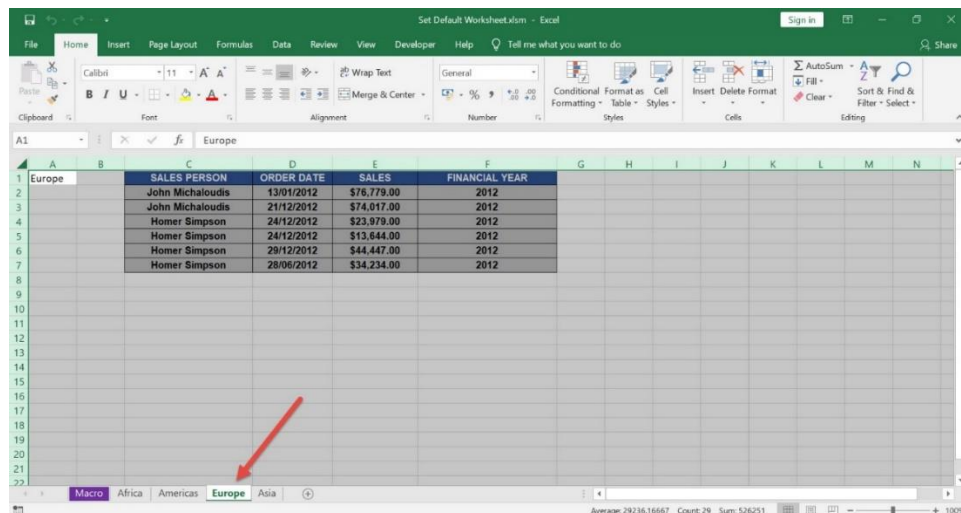 Set Default Worksheet.xlsm - Excel
Sign in
File Home Insert Page Layout Formulas Data Review View Developer Help Tell me what you want to do Share
Paste
Calibri 11 A A
B I U A
Wrap Text
Merge & Center
General
% ,
Conditional Formatting
Format as Table
Cell Styles
Insert Delete Format
AutoSum
Fill
Clear
Sort & Filter
Find & Select
Clipboard Font Alignment Number Styles Cells Editing
A1 fx Europe
A B C D E F G H I J K L M N
1 Europe SALES PERSON ORDER DATE SALES FINANCIAL YEAR
2 John Michaloudis 13/01/2012 $76,779.00 2012
3 John Michaloudis 21/12/2012 $74,017.00 2012
4 Homer Simpson 24/12/2012 $23,979.00 2012
5 Homer Simpson 24/12/2012 $13,644.00 2012
6 Homer Simpson 29/12/2012 $44,447.00 2012
7 Homer Simpson 28/06/2012 $34,234.00 2012
8
9
10
11
12
13
14
15
16
17
18
19
20
21
22
Macro Africa Americas Europe Asia
Average: 29236.16667 Count: 29 Sum: 526251 100%